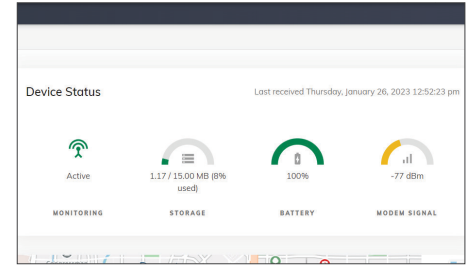 Device Status
Last received Thursday, January 26, 2023 12:52:23 pm
Active
1.17 / 15.00 MB (8%
used)
100%
-77 dBm
MONITORING
STORAGE
BATTERY
MODEM SIGNAL